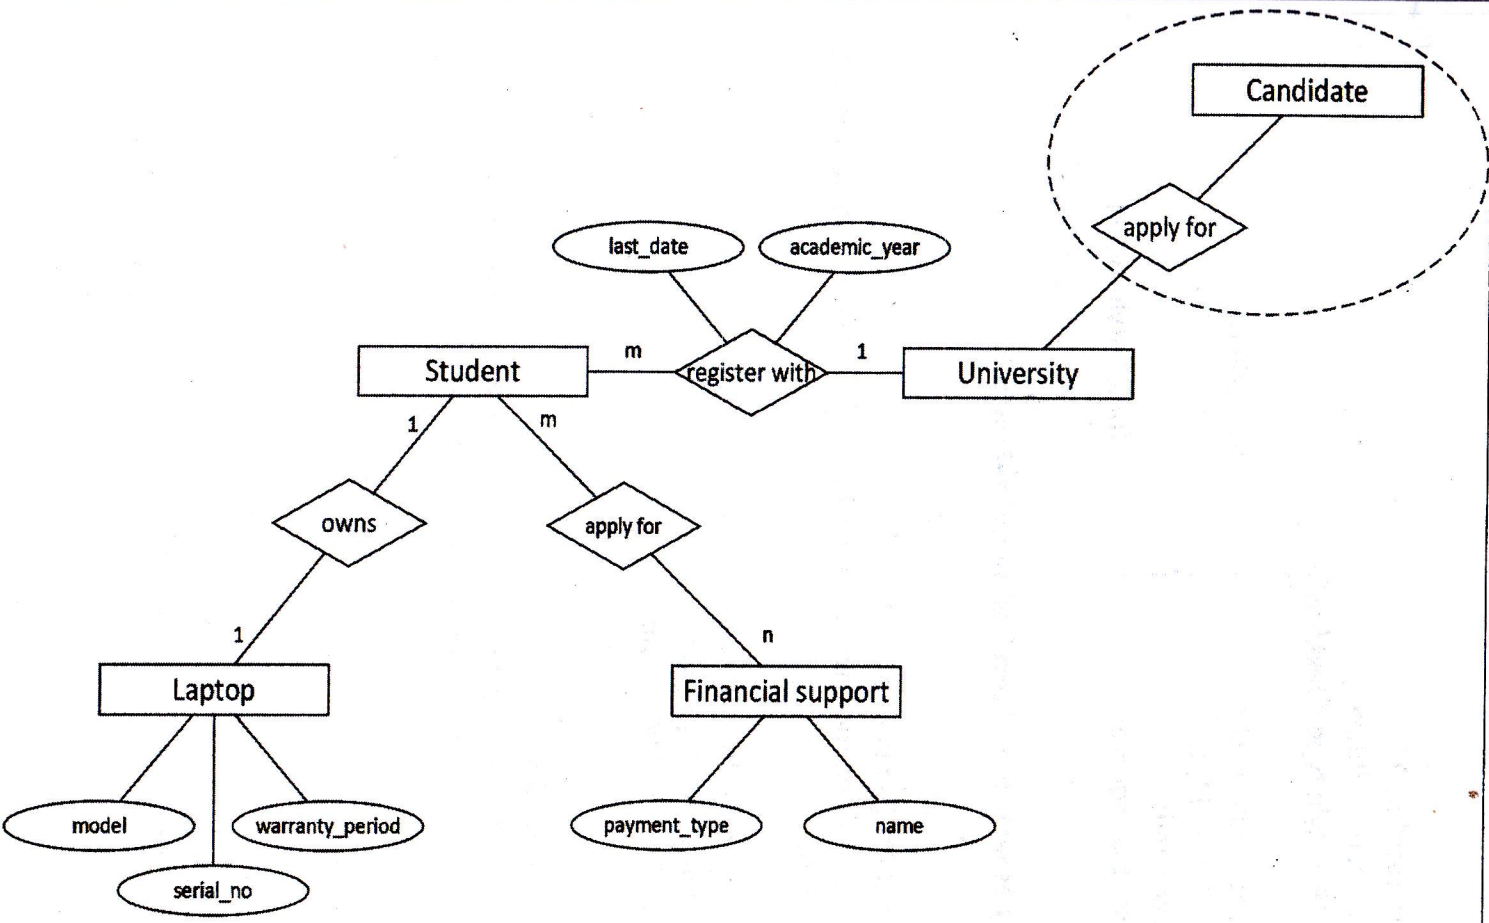 Candidate
apply for
last_date
academic_year
Student
m
register with
1
University
1
m
owns
apply for
1
n
Laptop
Financial support
model
warranty_period
payment_type
name
serial_no